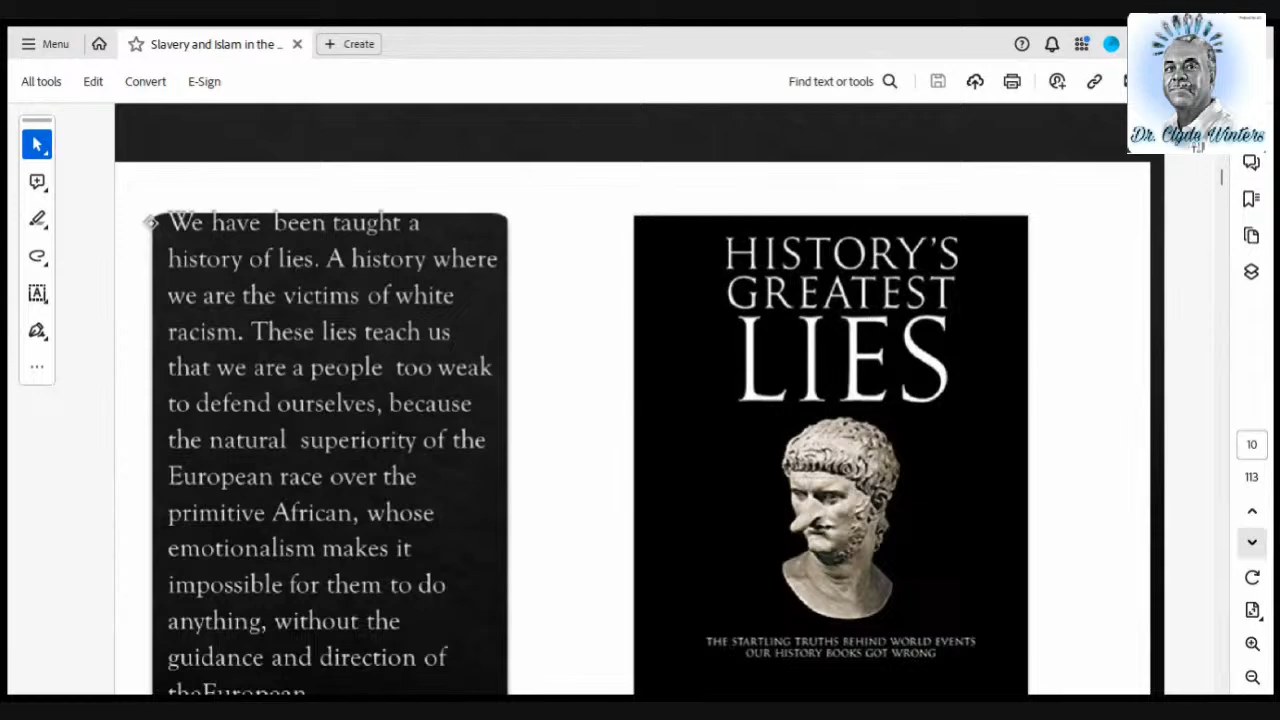 Menu
Slavery and Islam in the ...
Create
All tools
Edit
Convert
E-Sign
Find text or tools
Dr. Clyde Winters
We have been taught a
history of lies. A history where
we are the victims of white
racism. These lies teach us
that we are a people too weak
to defend ourselves, because
the natural superiority of the
European race over the
primitive African, whose
emotionalism makes it
impossible for them to do
anything, without the
guidance and direction of
theEuropean
HISTORY'S
GREATEST
LIES
THE STARTLING TRUTHS BEHIND WORLD EVENTS
OUR HISTORY BOOKS GOT WRONG
10
113